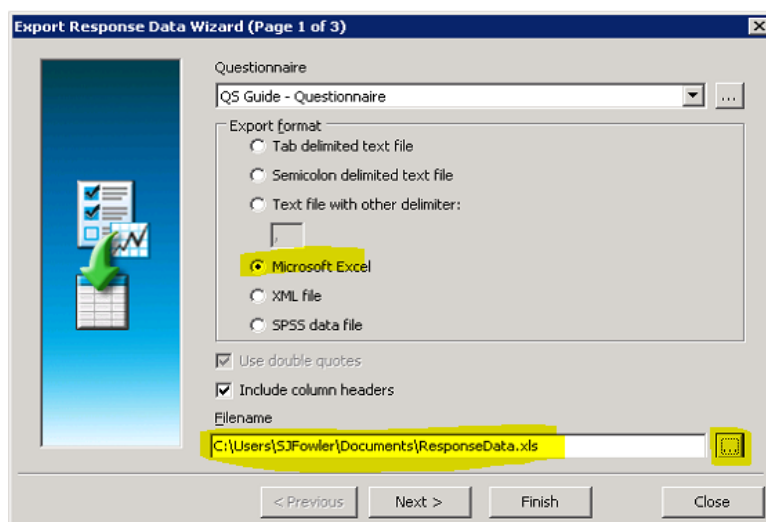 Export Response Data Wizard (Page 1 of 3)
Questionnaire
QS Guide - Questionnaire
...
Export format
Tab delimited text file
Semicolon delimited text file
Text file with other delimiter:
,
Microsoft Excel
XML file
SPSS data file
Use double quotes
Include column headers
Filename
C:\Users\SJFowler\Documents\ResponseData.xls
...
< Previous Next > Finish Close